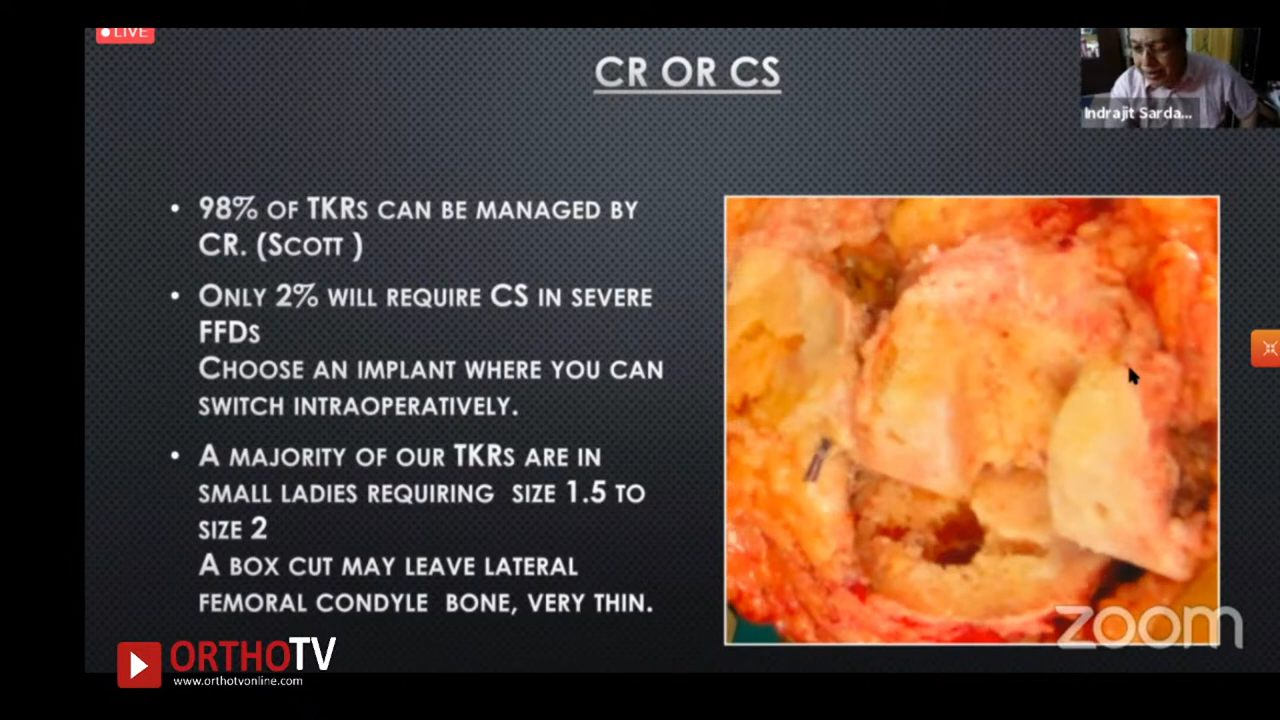 LIVE
CR OR CS
Indrajit Sarda...
• 98% OF TKRS CAN BE MANAGED BY
CR. (SCOTT )
• ONLY 2% WILL REQUIRE CS IN SEVERE
FFDS
CHOOSE AN IMPLANT WHERE YOU CAN
SWITCH INTRAOPERATIVELY.
• A MAJORITY OF OUR TKRS ARE IN
SMALL LADIES REQUIRING SIZE 1.5 TO
SIZE 2
A BOX CUT MAY LEAVE LATERAL
FEMORAL CONDYLE BONE, VERY THIN.
zoom
ORTHOTV
www.orthotvonline.com